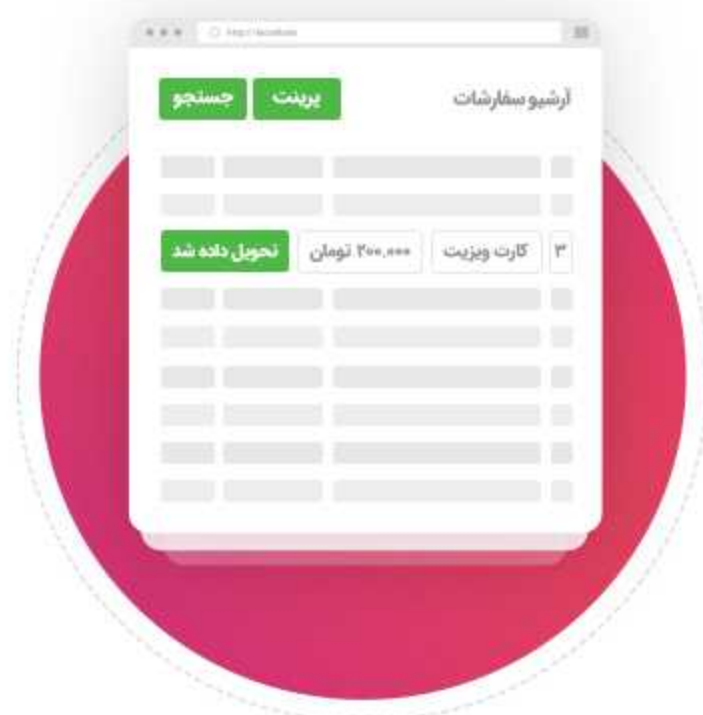 آرشیو سفارشات پرینت جستجو
۳ کارت ویزیت ۲۰۰.۰۰۰ تومان تحویل داده شد